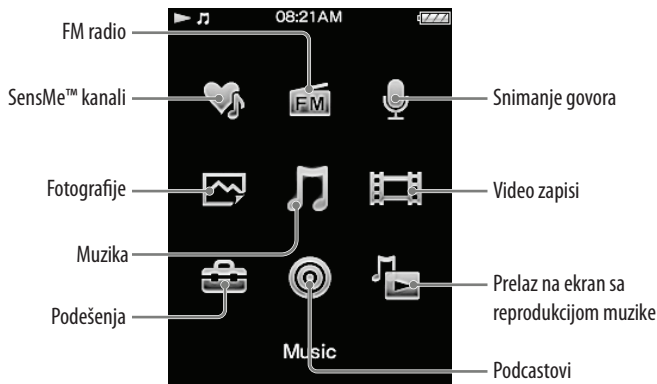 FM radio
08:21AM
SensMe™ kanali
FM
Snimanje govora
Fotografije
Video zapisi
Muzika
Prelaz na ekran sa
reprodukcijom muzike
Podešenja
Music
Podcastovi